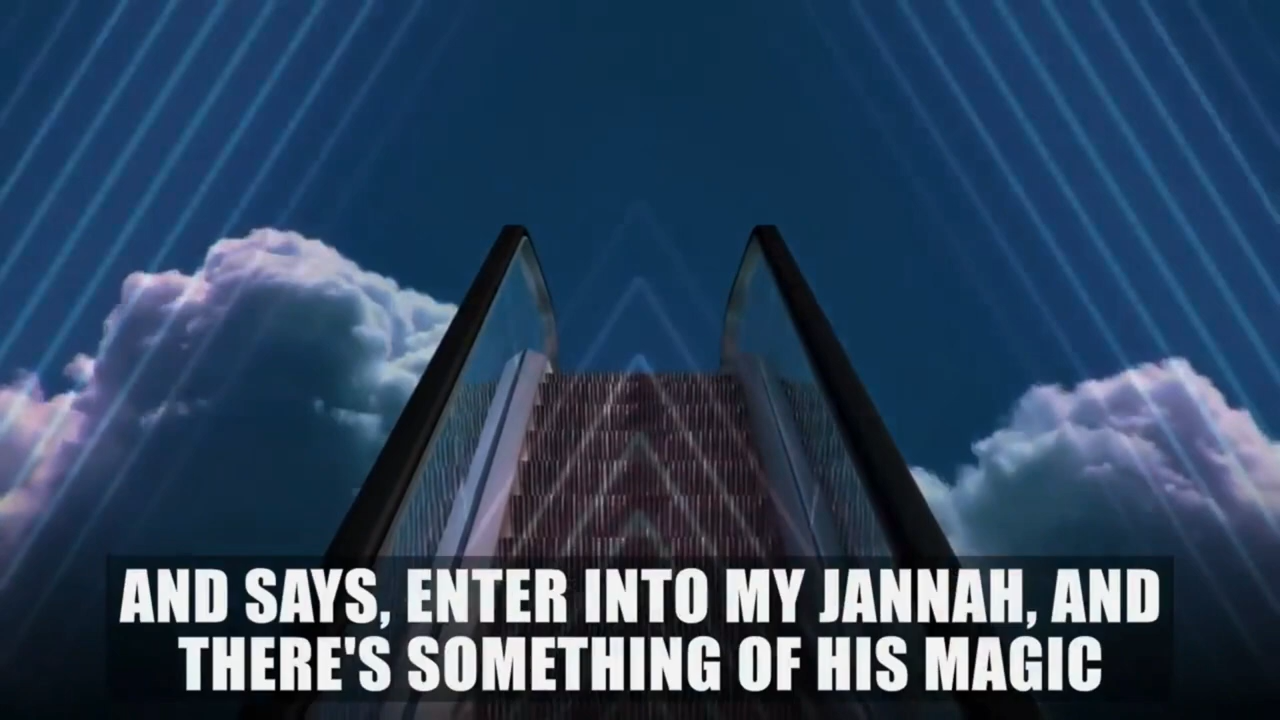 AND SAYS, ENTER INTO MY JANNAH, AND
THERE'S SOMETHING OF HIS MAGIC